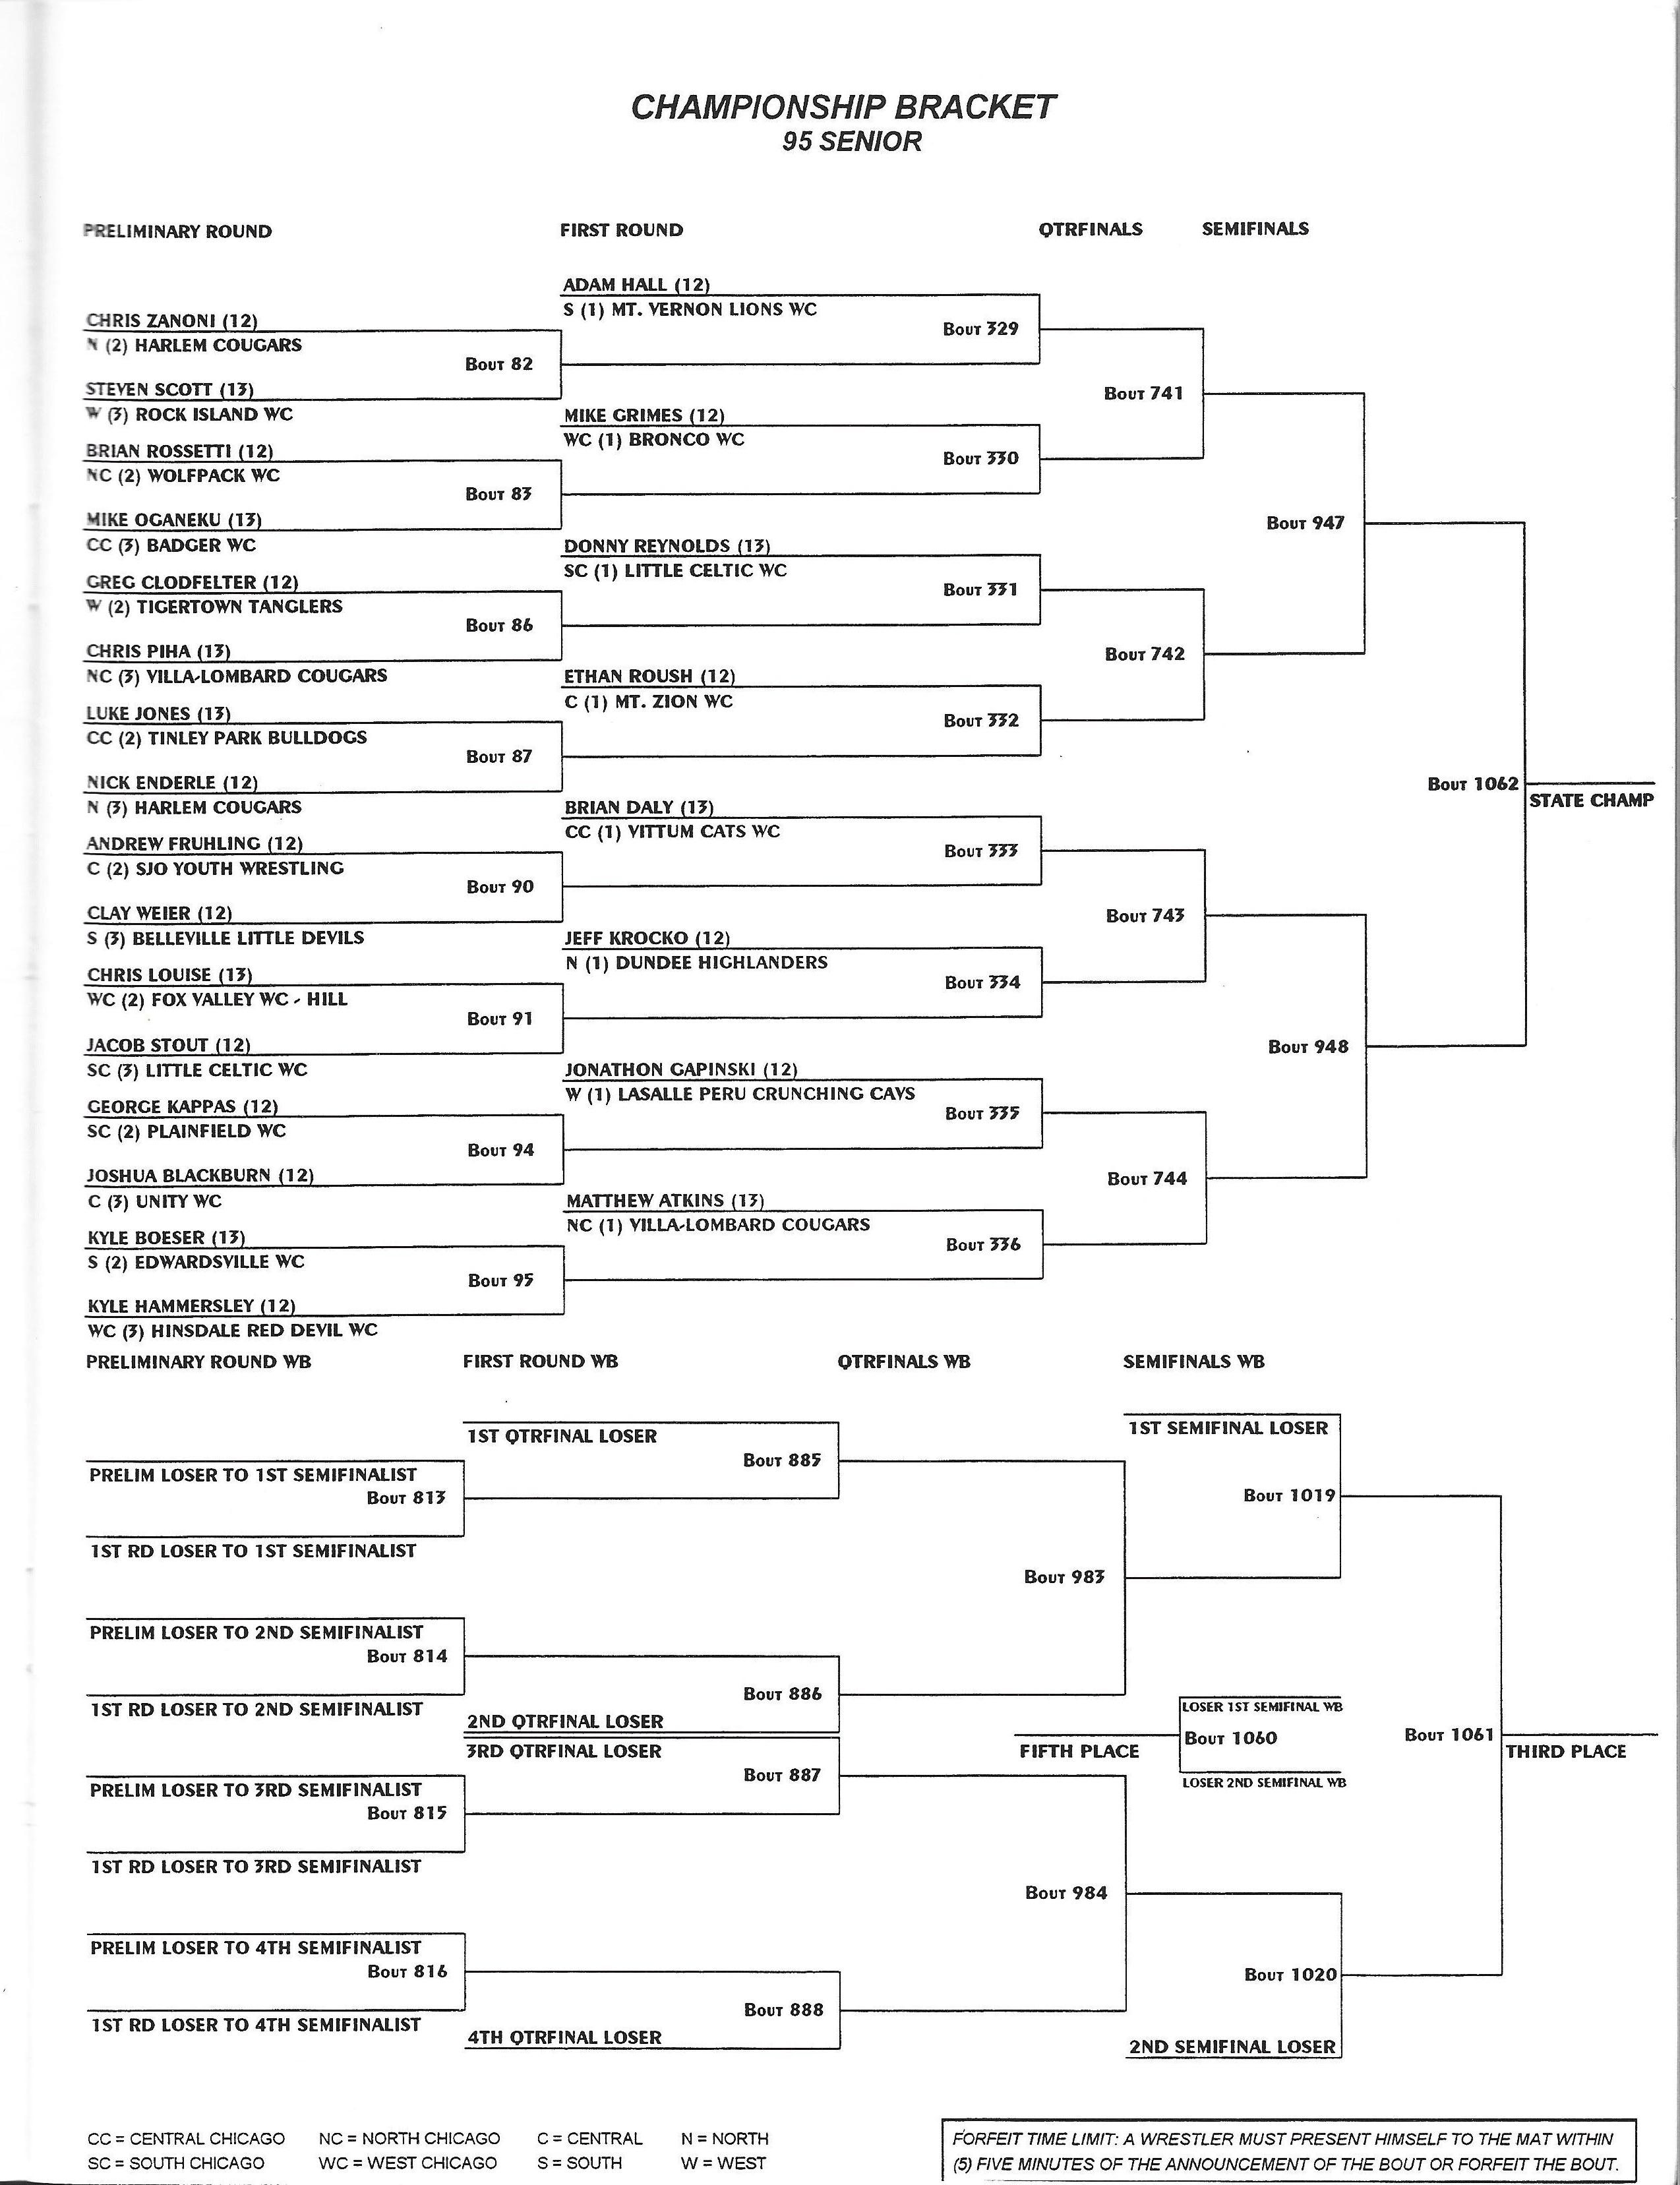 CHAMPIONSHIP BRACKET
95 SENIOR
PRELIMINARY ROUND
FIRST ROUND
QTRFINALS
SEMIFINALS
ADAM HALL (12)
S (1) MT. VERNON LIONS WC
Bout 329
CHRIS ZANONI (12)
N (2) HARLEM COUGARS
Bout 82
STEVEN SCOTT (13)
W (3) ROCK ISLAND WC
Bout 741
MIKE GRIMES (12)
WC (1) BRONCO WC
Bout 330
BRIAN ROSSETTI (12)
NC (2) WOLFPACK WC
Bout 83
MIKE OGANEKU (13)
CC (3) BADGER WC
Bout 947
DONNY REYNOLDS (13)
SC (1) LITTLE CELTIC WC
Bout 331
GREG CLODFELTER (12)
W (2) TIGERTOWN TANGLERS
Bout 86
CHRIS PIHA (13)
NC (3) VILLA-LOMBARD COUGARS
Bout 742
ETHAN ROUSH (12)
C (1) MT. ZION WC
Bout 332
LUKE JONES (13)
CC (2) TINLEY PARK BULLDOGS
Bout 87
NICK ENDERLE (12)
N (3) HARLEM COUGARS
Bout 1062
STATE CHAMP
BRIAN DALY (13)
CC (1) VITTUM CATS WC
Bout 333
ANDREW FRUHLING (12)
C (2) SJO YOUTH WRESTLING
Bout 90
CLAY WEIER (12)
S (3) BELLEVILLE LITTLE DEVILS
Bout 743
JEFF KROCKO (12)
N (1) DUNDEE HIGHLANDERS
Bout 334
CHRIS LOUISE (13)
WC (2) FOX VALLEY WC - HILL
Bout 91
JACOB STOUT (12)
SC (3) LITTLE CELTIC WC
Bout 948
JONATHON GAPINSKI (12)
W (1) LASALLE PERU CRUNCHING CAVS
Bout 335
GEORGE KAPPAS (12)
SC (2) PLAINFIELD WC
Bout 94
JOSHUA BLACKBURN (12)
C (3) UNITY WC
Bout 744
MATTHEW ATKINS (13)
NC (1) VILLA-LOMBARD COUGARS
Bout 336
KYLE BOESER (13)
S (2) EDWARDSVILLE WC
Bout 95
KYLE HAMMERSLEY (12)
WC (3) HINSDALE RED DEVIL WC
PRELIMINARY ROUND WB
FIRST ROUND WB
QTRFINALS WB
SEMIFINALS WB
1ST QTRFINAL LOSER
Bout 885
1ST SEMIFINAL LOSER
PRELIM LOSER TO 1ST SEMIFINALIST
Bout 813
1ST RD LOSER TO 1ST SEMIFINALIST
Bout 1019
Bout 983
PRELIM LOSER TO 2ND SEMIFINALIST
Bout 814
1ST RD LOSER TO 2ND SEMIFINALIST
Bout 886
2ND QTRFINAL LOSER
LOSER 1ST SEMIFINAL WB
Bout 1060
FIFTH PLACE
LOSER 2ND SEMIFINAL WB
Bout 1061
THIRD PLACE
3RD QTRFINAL LOSER
Bout 887
PRELIM LOSER TO 3RD SEMIFINALIST
Bout 815
1ST RD LOSER TO 3RD SEMIFINALIST
Bout 984
PRELIM LOSER TO 4TH SEMIFINALIST
Bout 816
1ST RD LOSER TO 4TH SEMIFINALIST
Bout 888
4TH QTRFINAL LOSER
Bout 1020
2ND SEMIFINAL LOSER
CC = CENTRAL CHICAGO
NC = NORTH CHICAGO
C = CENTRAL
N = NORTH
SC = SOUTH CHICAGO
WC = WEST CHICAGO
S = SOUTH
W = WEST
FORFEIT TIME LIMIT: A WRESTLER MUST PRESENT HIMSELF TO THE MAT WITHIN
(5) FIVE MINUTES OF THE ANNOUNCEMENT OF THE BOUT OR FORFEIT THE BOUT.